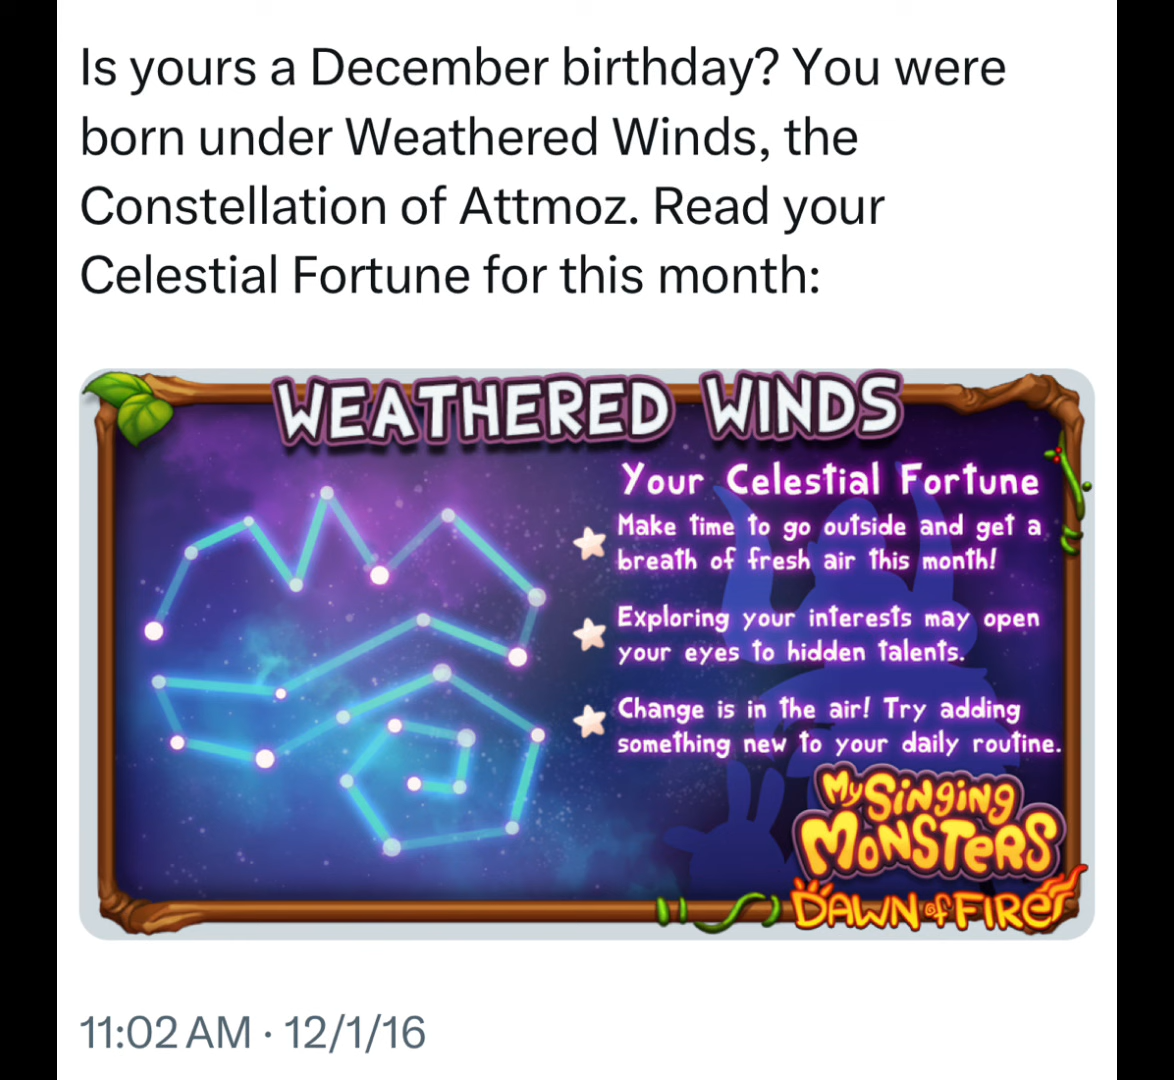 Is yours a December birthday? You were
born under Weathered Winds, the
Constellation of Attmoz. Read your
Celestial Fortune for this month:
WEATHERED WINDS
Your Celestial Fortune
Make time to go outside and get a
breath of fresh air this month!
Exploring your interests may open
your eyes to hidden talents.
Change is in the air! Try adding
something new to your daily routine.
My SiNgiNg
MoNSTeRS
DAWN of FIRe
11:02 AM · 12/1/16